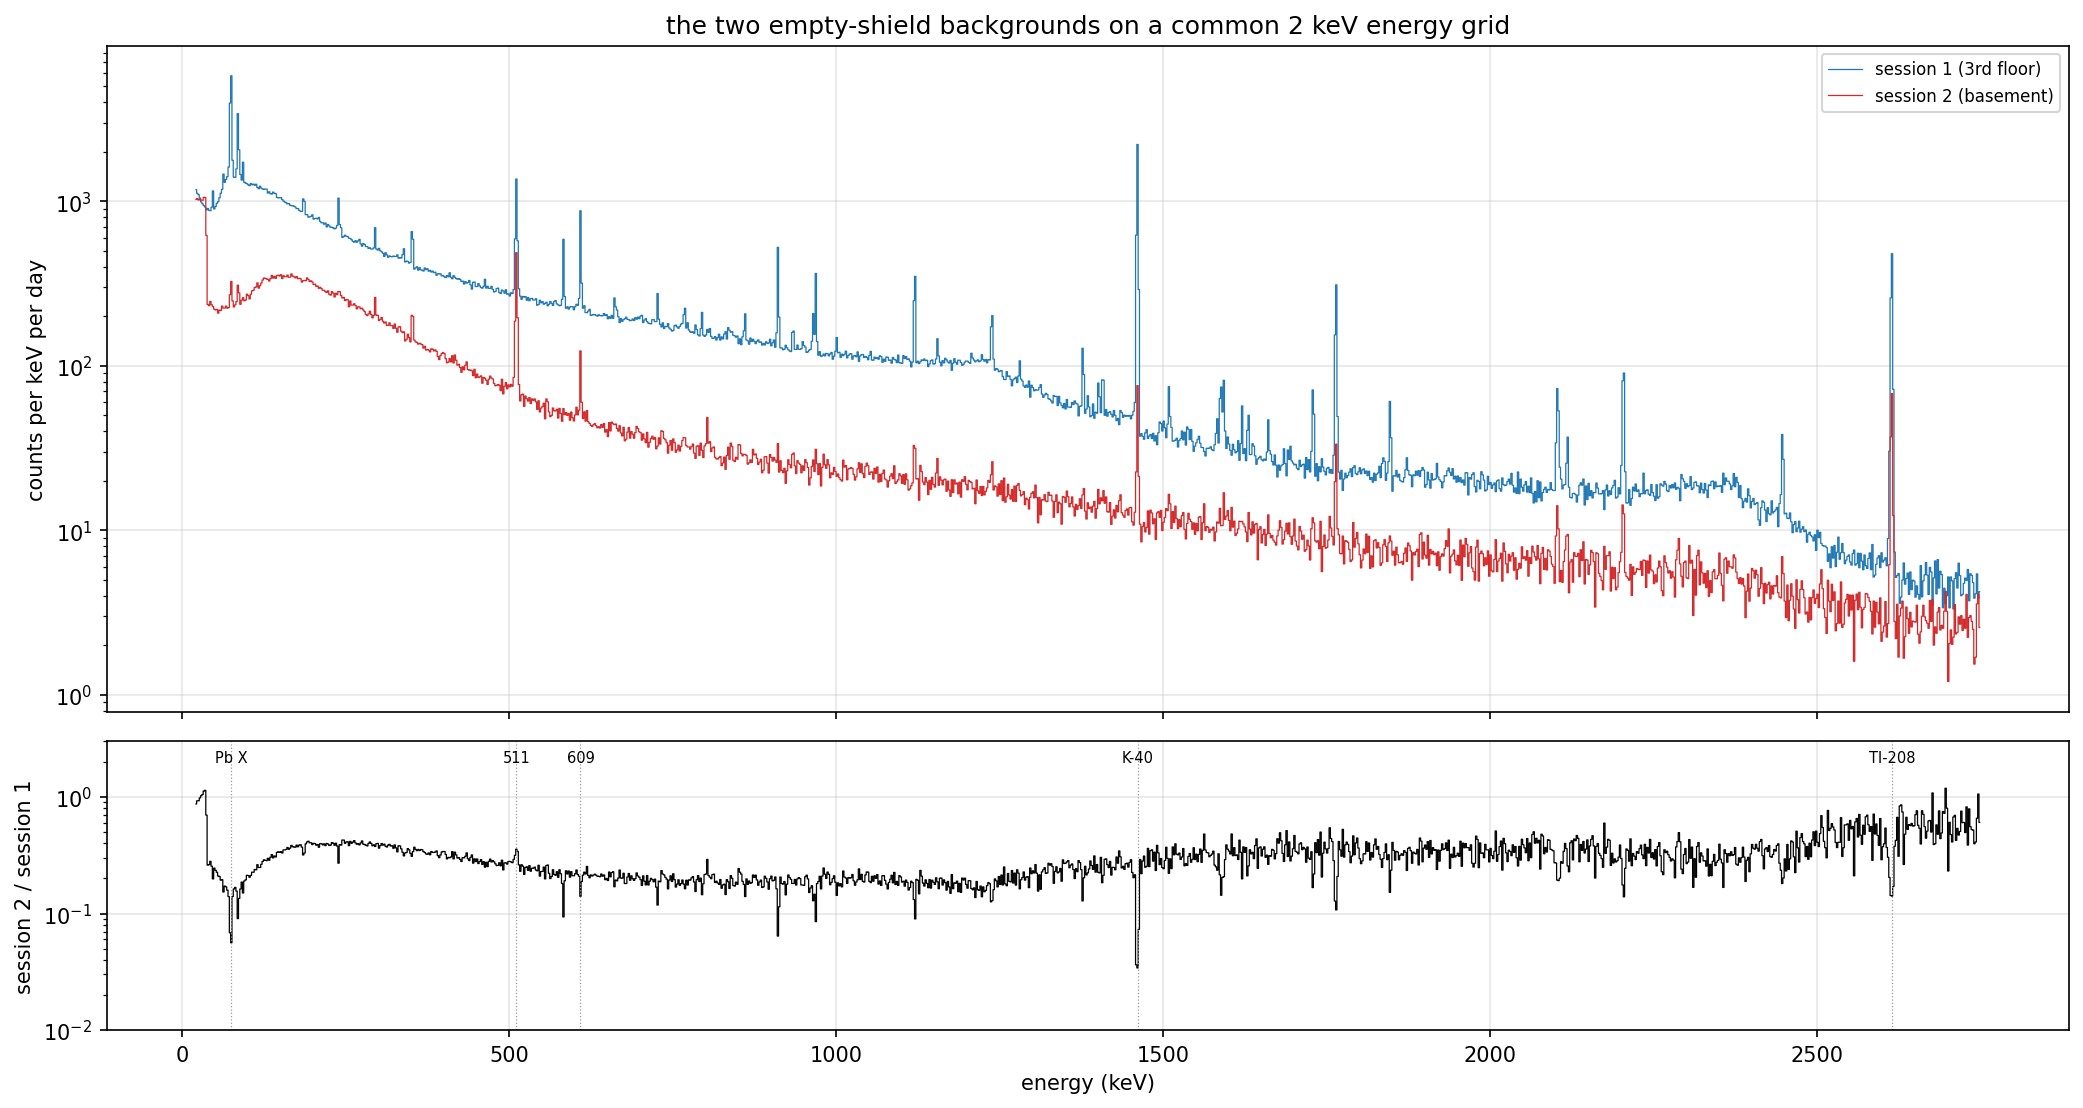 the two empty-shield backgrounds on a common 2 keV energy grid
session 1 (3rd floor)
session 2 (basement)
counts per keV per day
10³
10²
10¹
10⁰
Pb X
511
609
K-40
Tl-208
session 2 / session 1
10⁰
10⁻¹
10⁻²
0
500
1000
1500
2000
2500
energy (keV)